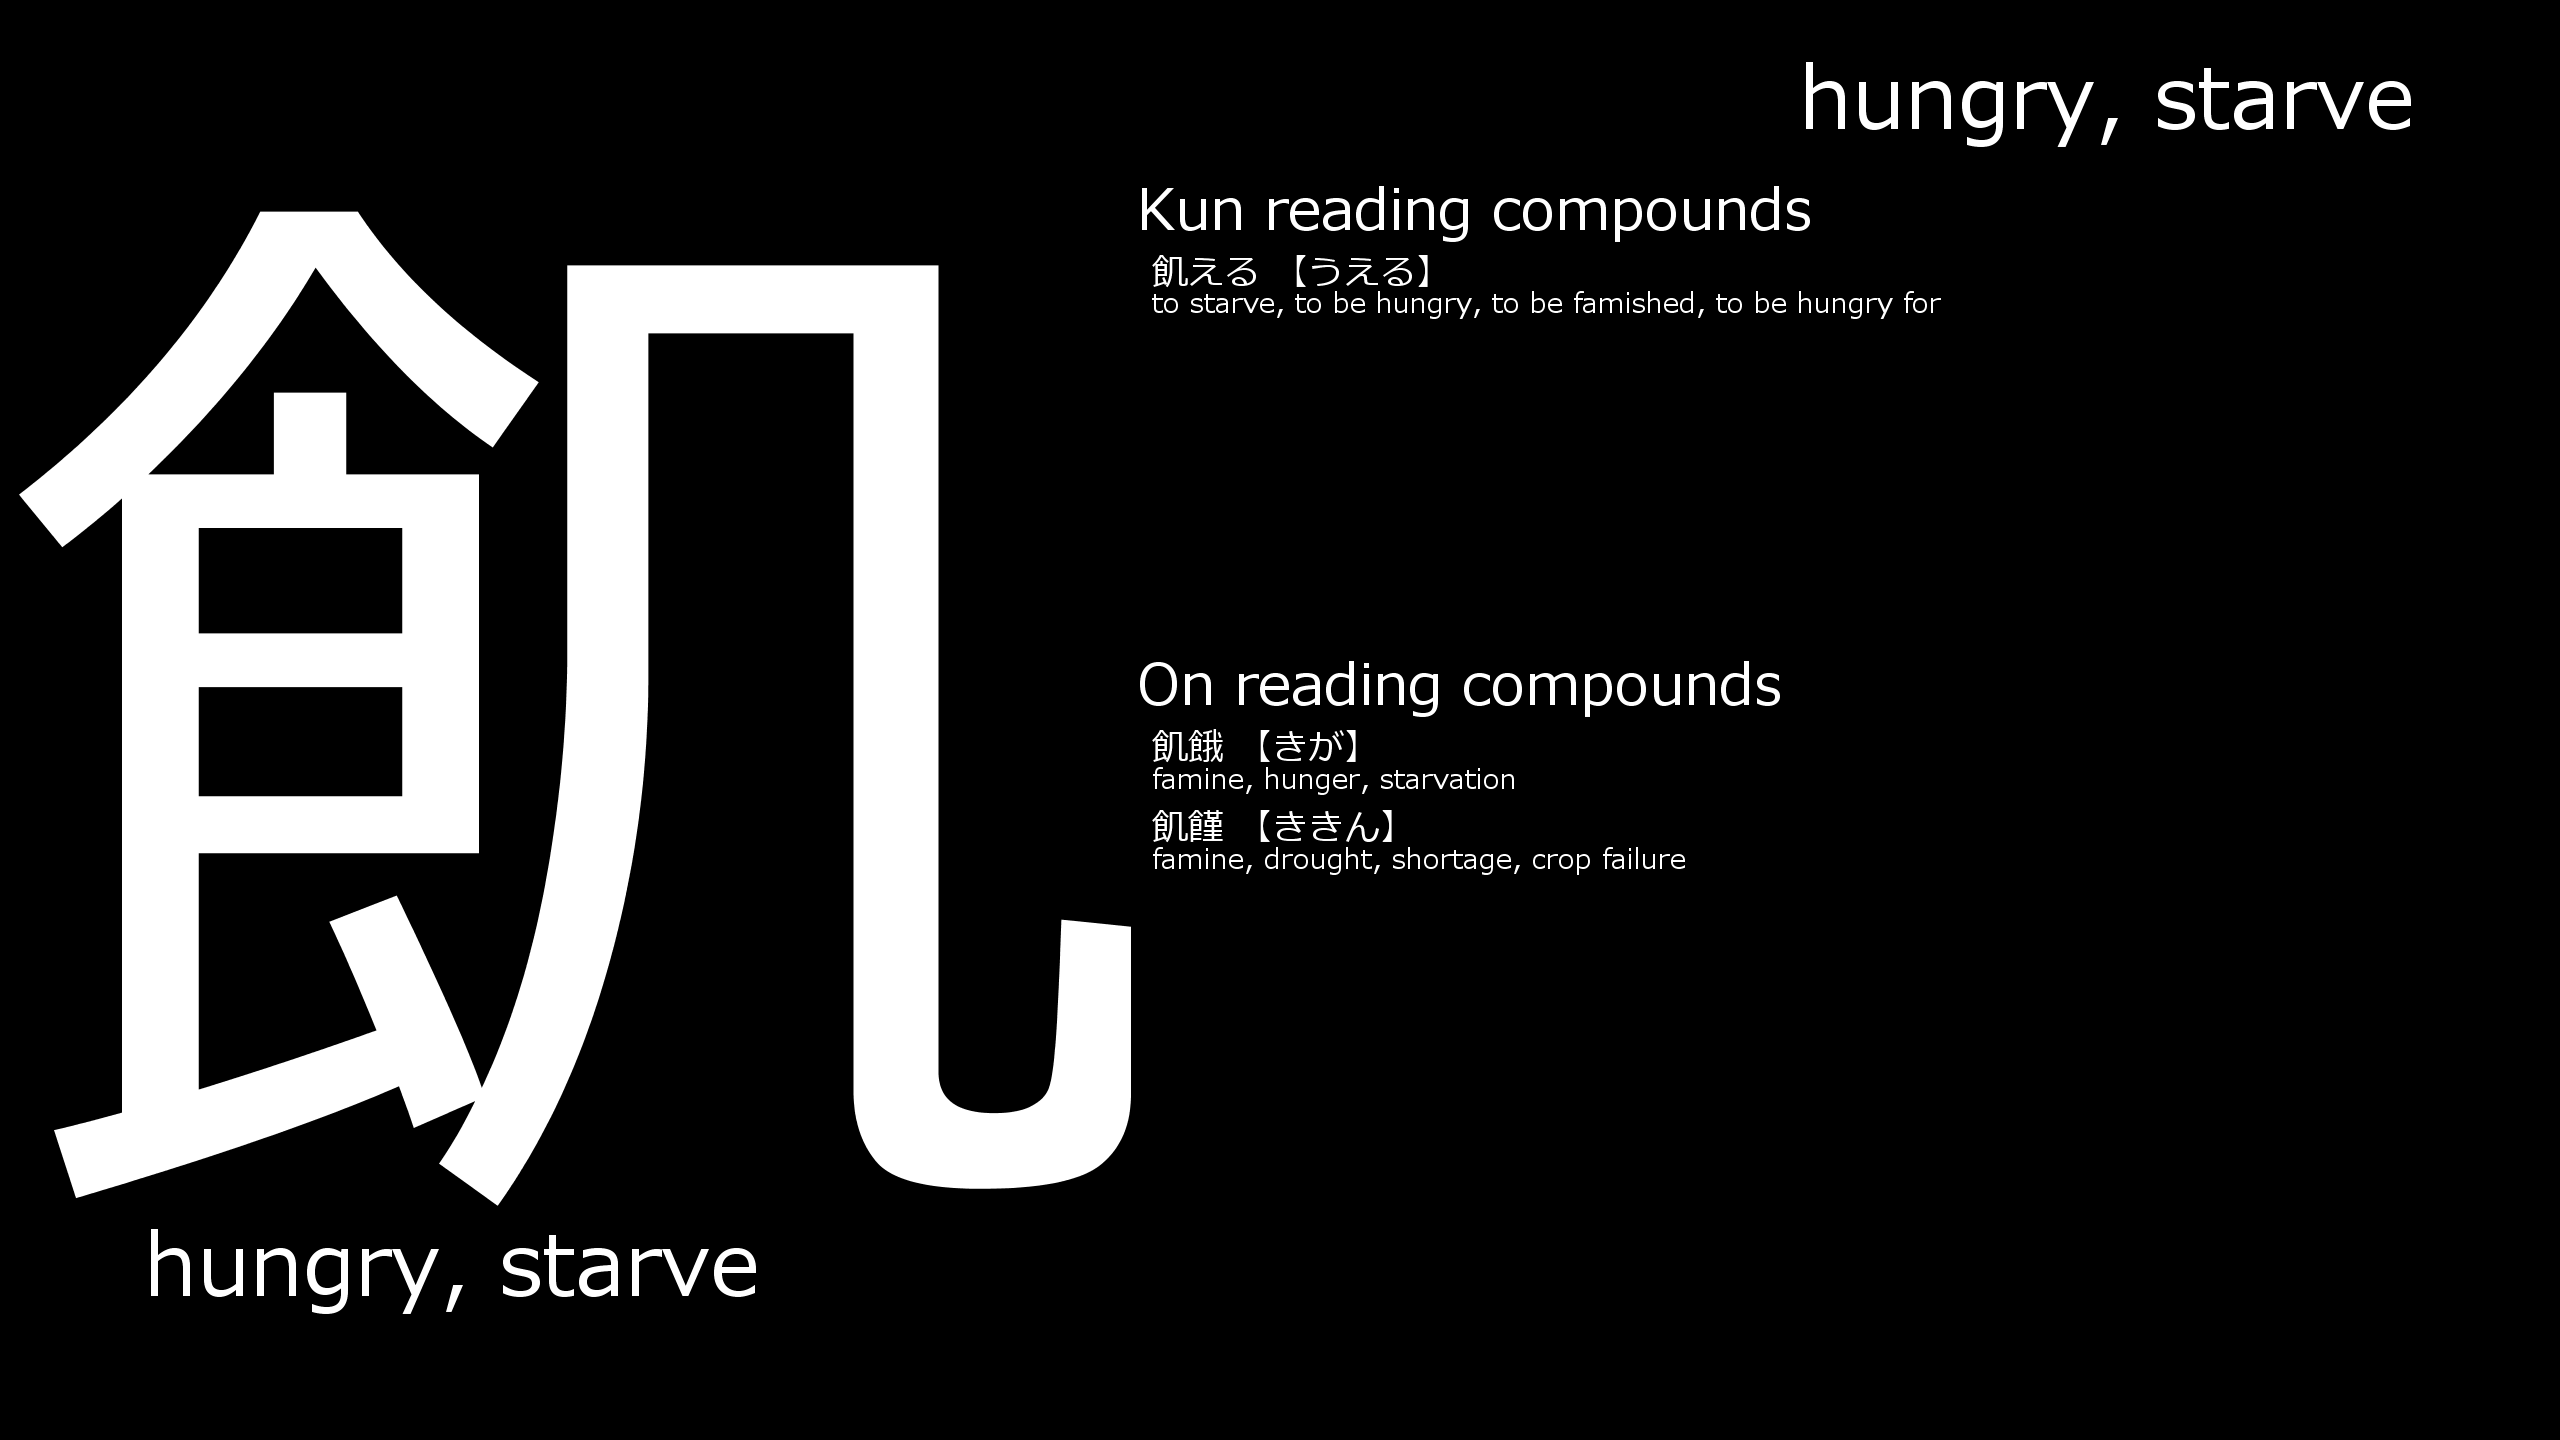 hungry, starve
飢
Kun reading compounds
飢える 【うえる】
to starve, to be hungry, to be famished, to be hungry for
On reading compounds
飢餓 【きが】
famine, hunger, starvation
飢饉 【ききん】
famine, drought, shortage, crop failure
hungry, starve